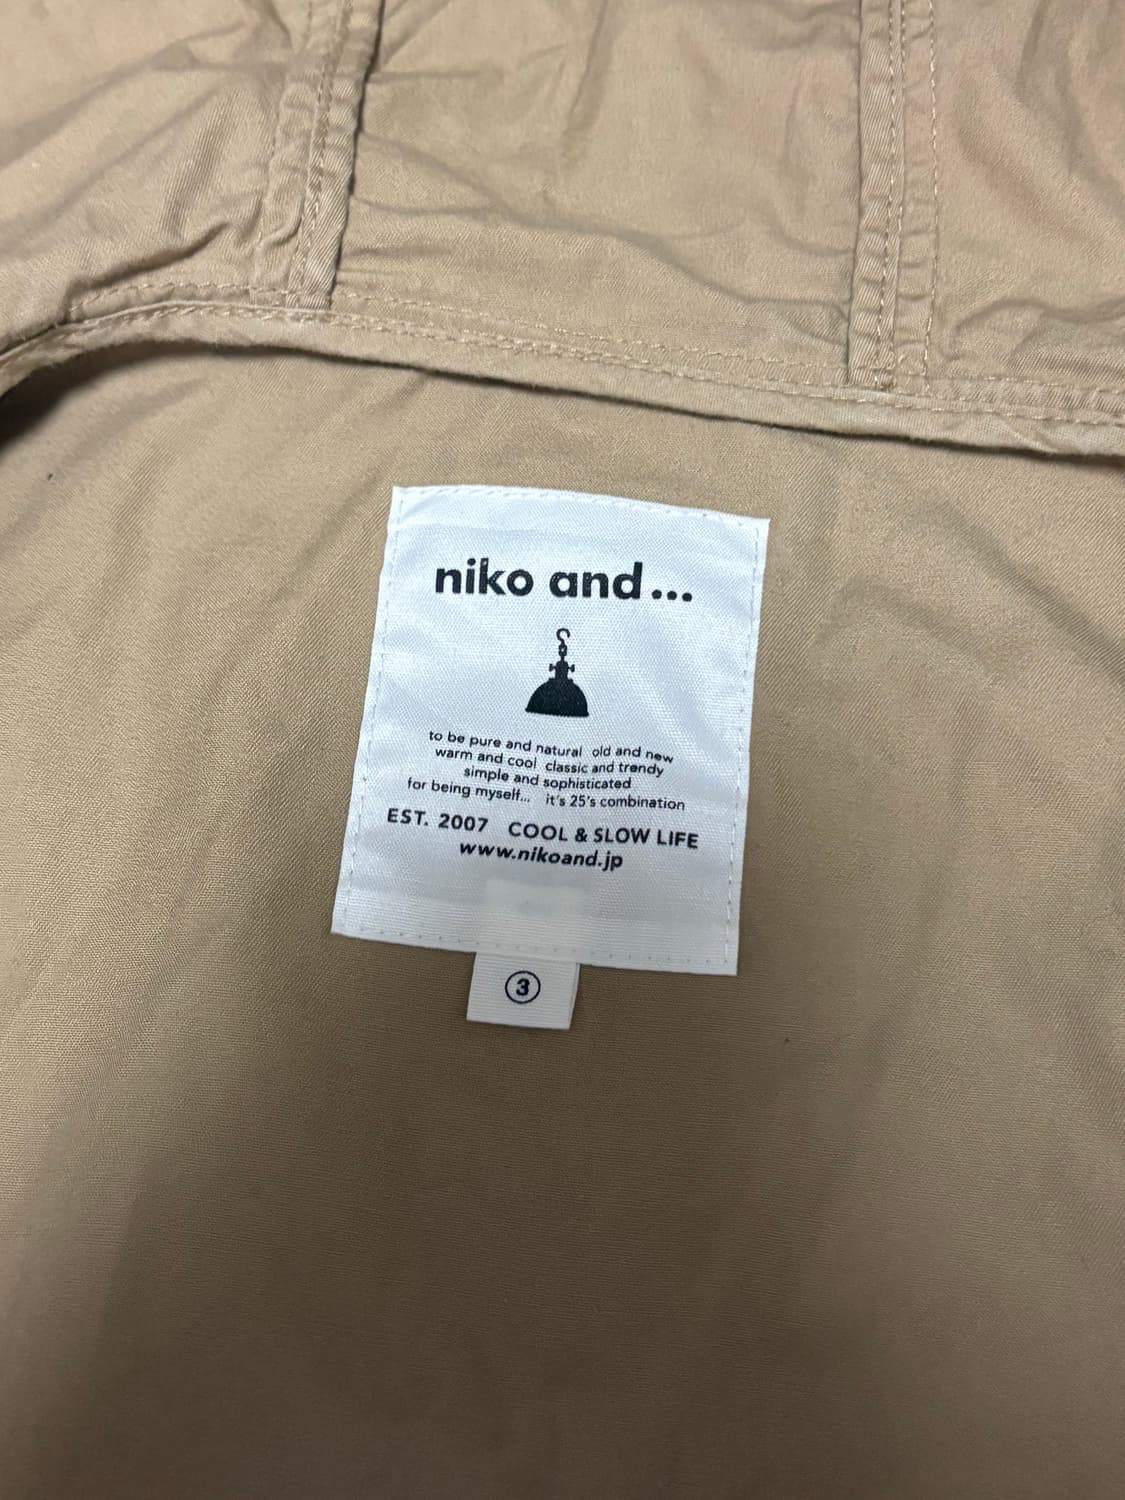 niko and...
to be pure and natural old and new
warm and cool classic and trendy
simple and sophisticated
for being myself... it's 25's combination
EST. 2007 COOL & SLOW LIFE
www.nikoand.jp
3